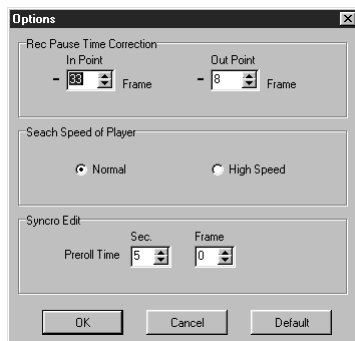 Options
Rec Pause Time Correction
In Point Out Point
- 33 Frame - 8 Frame
Seach Speed of Player
Normal High Speed
Syncro Edit
Sec. Frame
Preroll Time 5 0
OK Cancel Default